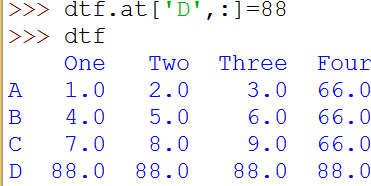 >>> dtf.at['D',:]=88
>>> dtf
One Two Three Four
A 1.0 2.0 3.0 66.0
B 4.0 5.0 6.0 66.0
C 7.0 8.0 9.0 66.0
D 88.0 88.0 88.0 88.0